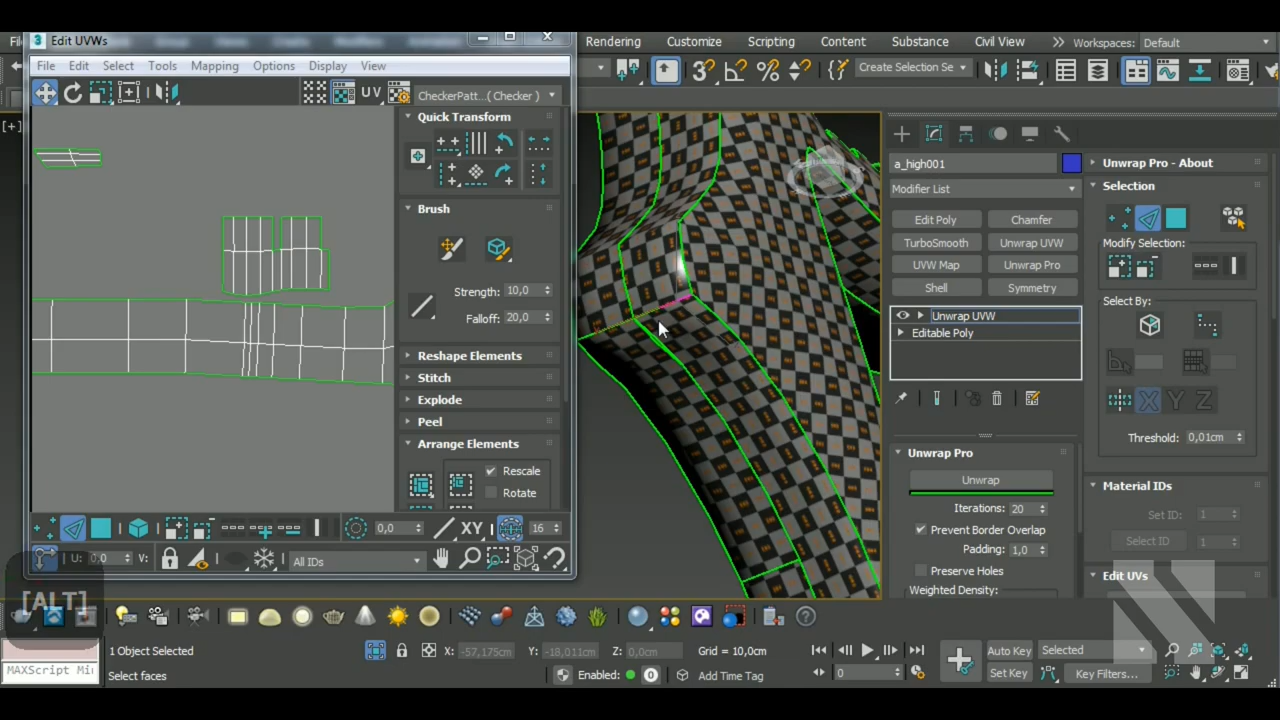 Edit UVWs
Rendering Customize Scripting Content Substance Civil View Workspaces: Default
File Edit Select Tools Mapping Options Display View
Create Selection Se
UV CheckerPatt...( Checker )
Quick Transform
[+]
a_high001
Modifier List
Edit Poly Chamfer
TurboSmooth Unwrap UVW
UVW Map Unwrap Pro
Shell Symmetry
Unwrap UVW
Editable Poly
Unwrap Pro - About
Selection
Modify Selection:
Select By:
X Y Z
Threshold: 0,01cm
Brush
Strength: 10,0
Falloff: 20,0
Reshape Elements
Stitch
Explode
Peel
Arrange Elements
Rescale
Rotate
Unwrap Pro
Unwrap
Iterations: 20
Prevent Border Overlap
Padding: 1,0
Preserve Holes
Weighted Density:
Material IDs
Set ID: 1
Select ID 1
Edit UVs
0,0 XY 16
U: 0,0 V: All IDs
[ALT]
1 Object Selected X: -57,175cm Y: -18,011cm Z: 0,0cm Grid = 10,0cm Auto Key Selected
MAXScript Mi Select faces Enabled: 0 Add Time Tag 0 Set Key Key Filters...